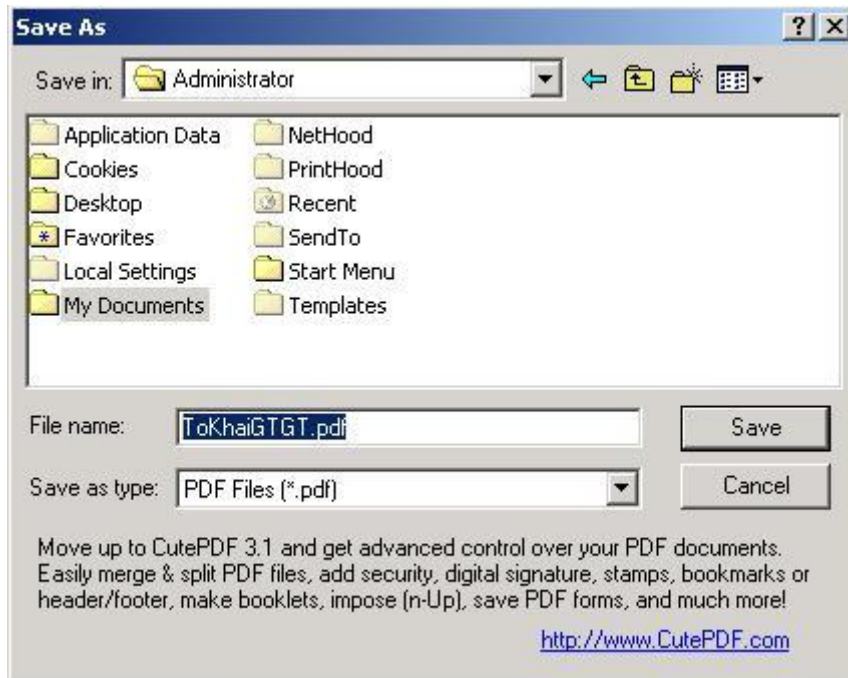 Save As
Save in: Administrator
Application Data
Cookies
Desktop
Favorites
Local Settings
My Documents
NetHood
PrintHood
Recent
SendTo
Start Menu
Templates
File name: ToKhaiGTGT.pdf Save
Save as type: PDF Files (*.pdf) Cancel
Move up to CutePDF 3.1 and get advanced control over your PDF documents.
Easily merge & split PDF files, add security, digital signature, stamps, bookmarks or
header/footer, make booklets, impose (n-Up), save PDF forms, and much more!
http://www.CutePDF.com